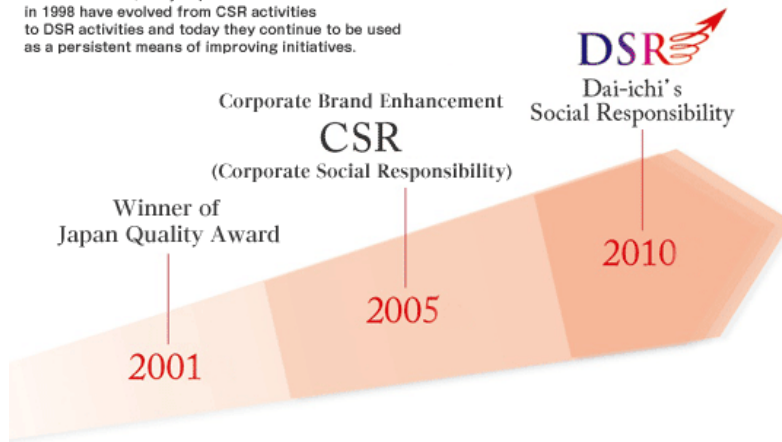 in 1998 have evolved from CSR activities
to DSR activities and today they continue to be used
as a persistent means of improving initiatives.
DSR
Dai-ichi's
Social Responsibility
Corporate Brand Enhancement
CSR
(Corporate Social Responsibility)
Winner of
Japan Quality Award
2010
2005
2001